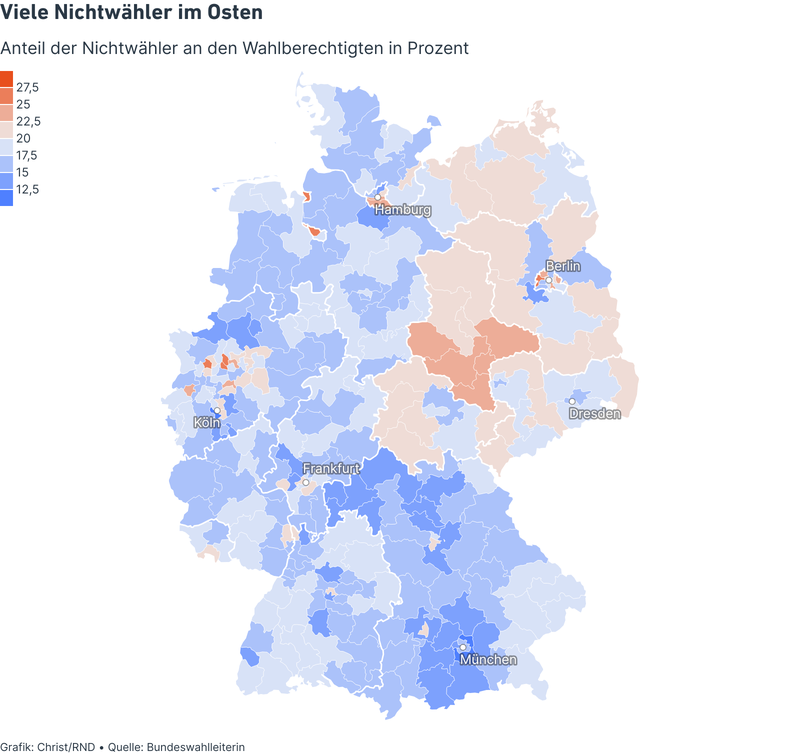 Viele Nichtwähler im Osten
Anteil der Nichtwähler an den Wahlberechtigten in Prozent
27,5
25
22,5
20
17,5
15
12,5
Hamburg
Berlin
Dresden
Köln
Frankfurt
München
Grafik: Christ/RND • Quelle: Bundeswahlleiterin